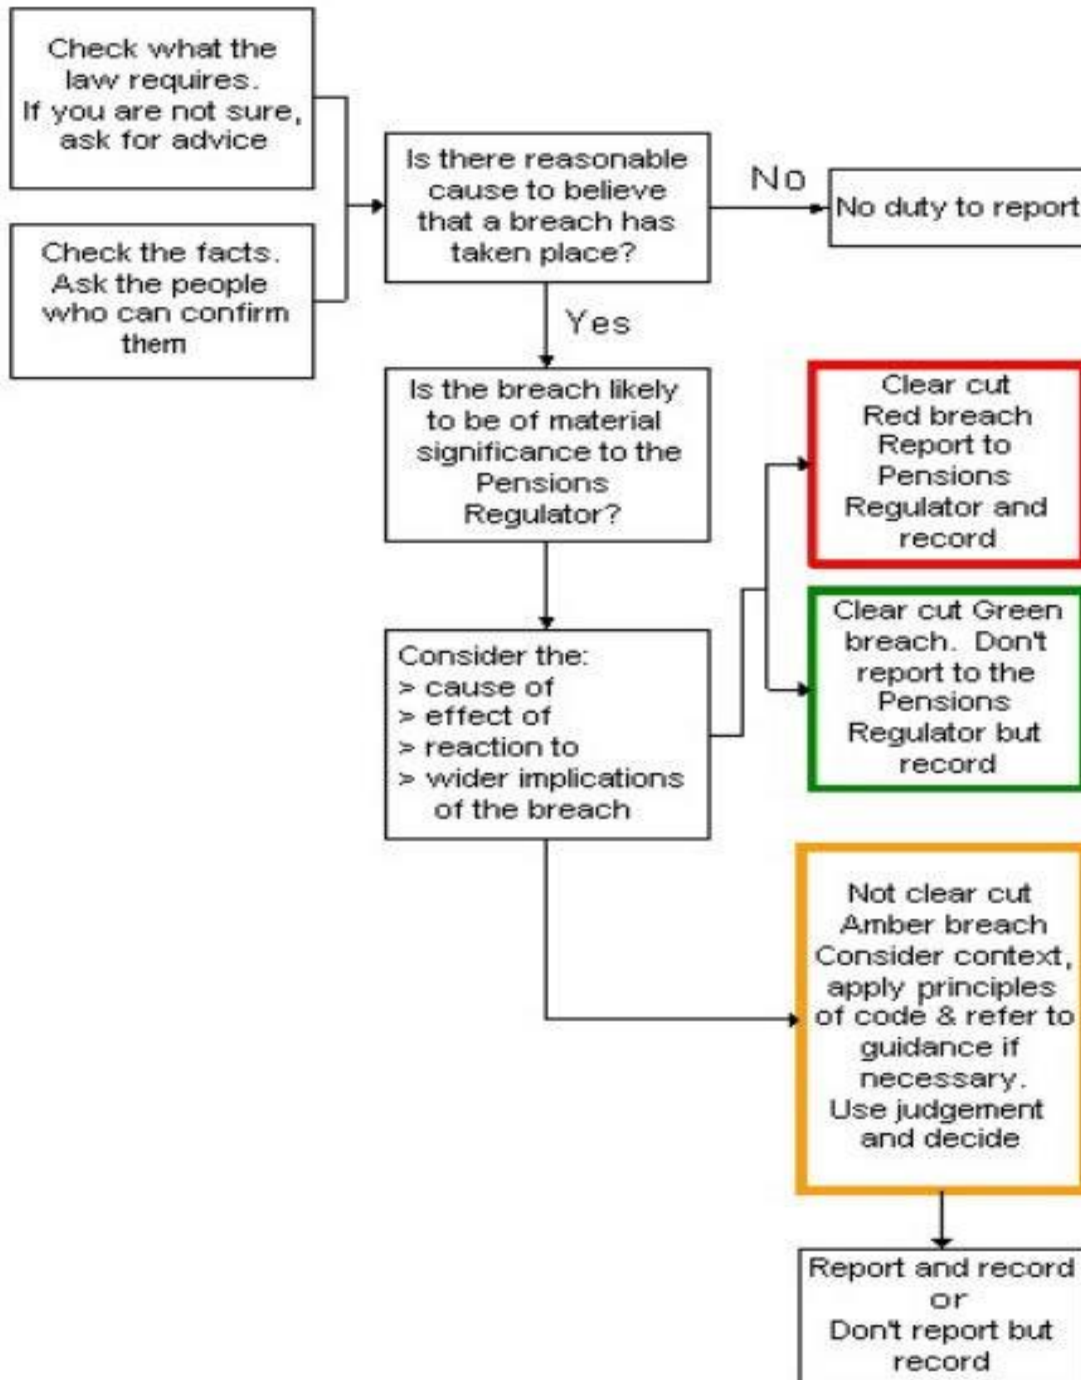 Check what the
law requires.
If you are not sure,
ask for advice
Check the facts.
Ask the people
who can confirm
them
Is there reasonable
cause to believe
that a breach has
taken place?
No
No duty to report
Yes
Is the breach likely
to be of material
significance to the
Pensions
Regulator?
Clear cut
Red breach
Report to
Pensions
Regulator and
record
Clear cut Green
breach. Don't
report to the
Pensions
Regulator but
record
Consider the:
> cause of
> effect of
> reaction to
> wider implications
of the breach
Not clear cut
Amber breach
Consider context,
apply principles
of code & refer to
guidance if
necessary.
Use judgement
and decide
Report and record
or
Don't report but
record